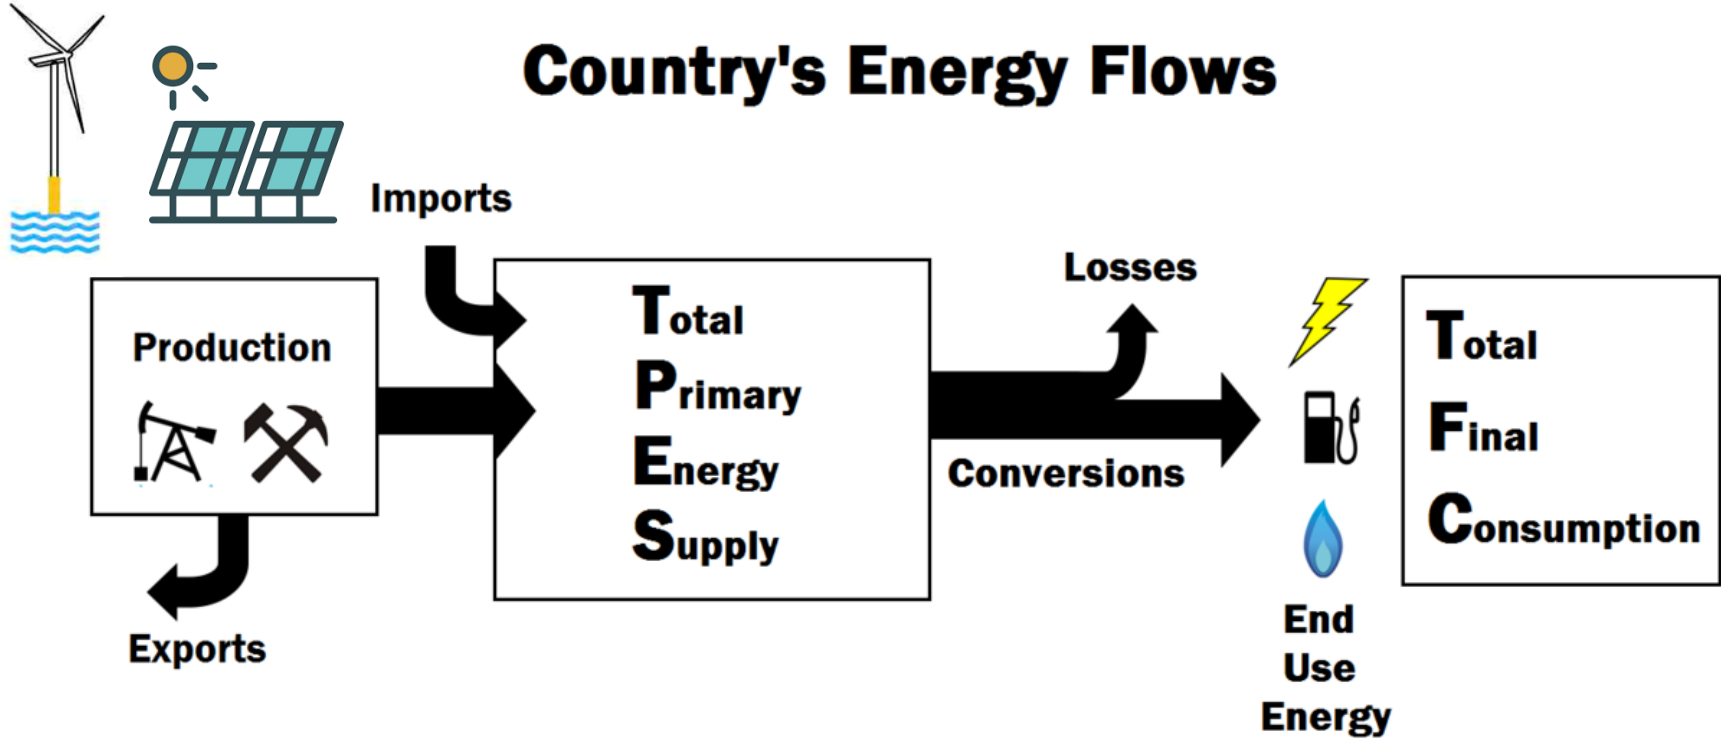 Country's Energy Flows
Imports
Production
Exports
Total
Primary
Energy
Supply
Losses
Conversions
End
Use
Energy
Total
Final
Consumption